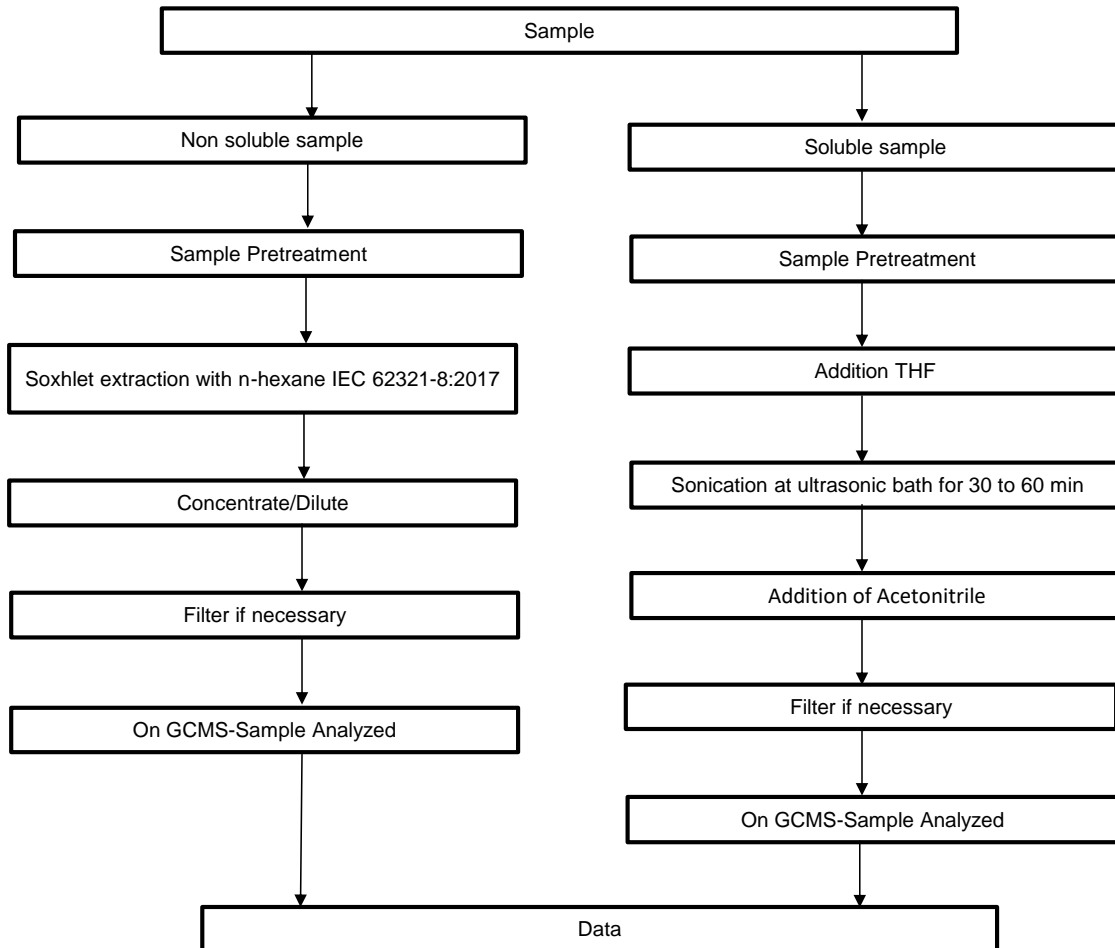 Sample
Non soluble sample
Sample Pretreatment
Soxhlet extraction with n-hexane IEC 62321-8:2017
Concentrate/Dilute
Filter if necessary
On GCMS-Sample Analyzed
Soluble sample
Sample Pretreatment
Addition THF
Sonication at ultrasonic bath for 30 to 60 min
Addition of Acetonitrile
Filter if necessary
On GCMS-Sample Analyzed
Data